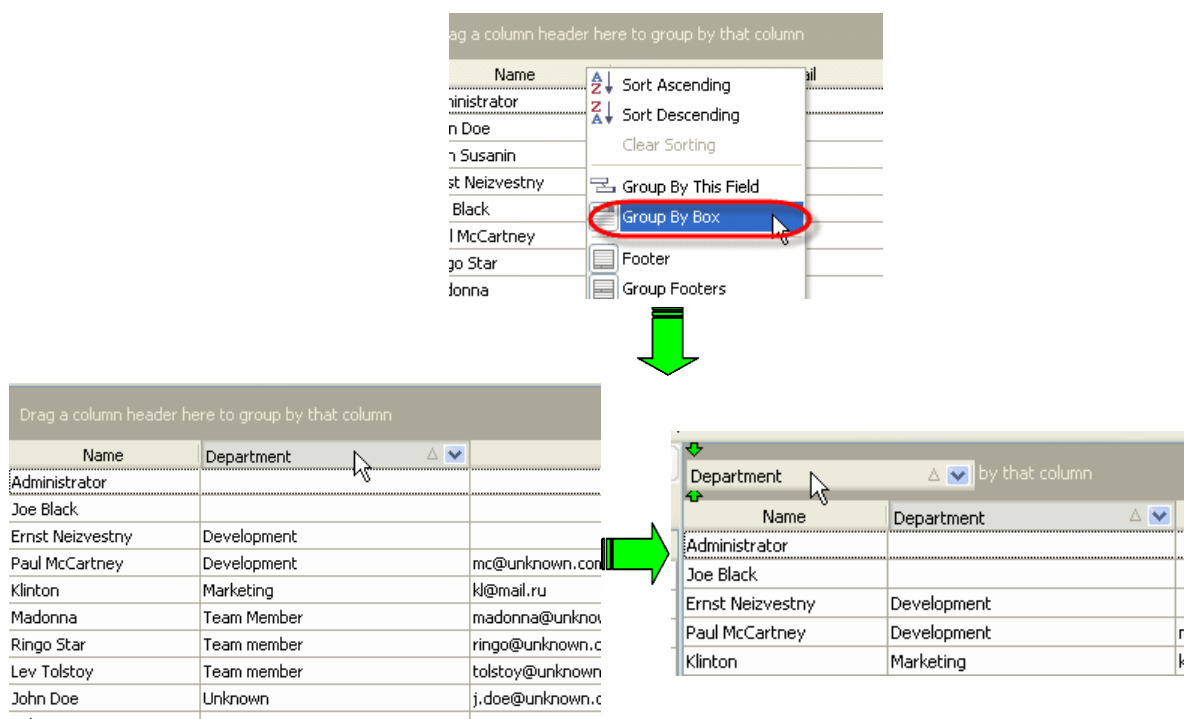 ag a column header here to group by that column
Name ail
ninistrator
n Doe
n Susanin
st Neizvestny
Black
l McCartney
go Star
donna
Sort Ascending
Sort Descending
Clear Sorting
Group By This Field
Group By Box
Footer
Group Footers
Drag a column header here to group by that column
Name Department
Administrator
Joe Black
Ernst Neizvestny Development
Paul McCartney Development mc@unknown.com
Klinton Marketing kl@mail.ru
Madonna Team Member madonna@unkno
Ringo Star Team member ringo@unknown.c
Lev Tolstoy Team member tolstoy@unknown
John Doe Unknown j.doe@unknown.c
Department by that column
Name Department
Administrator
Joe Black
Ernst Neizvestny Development
Paul McCartney Development
Klinton Marketing k